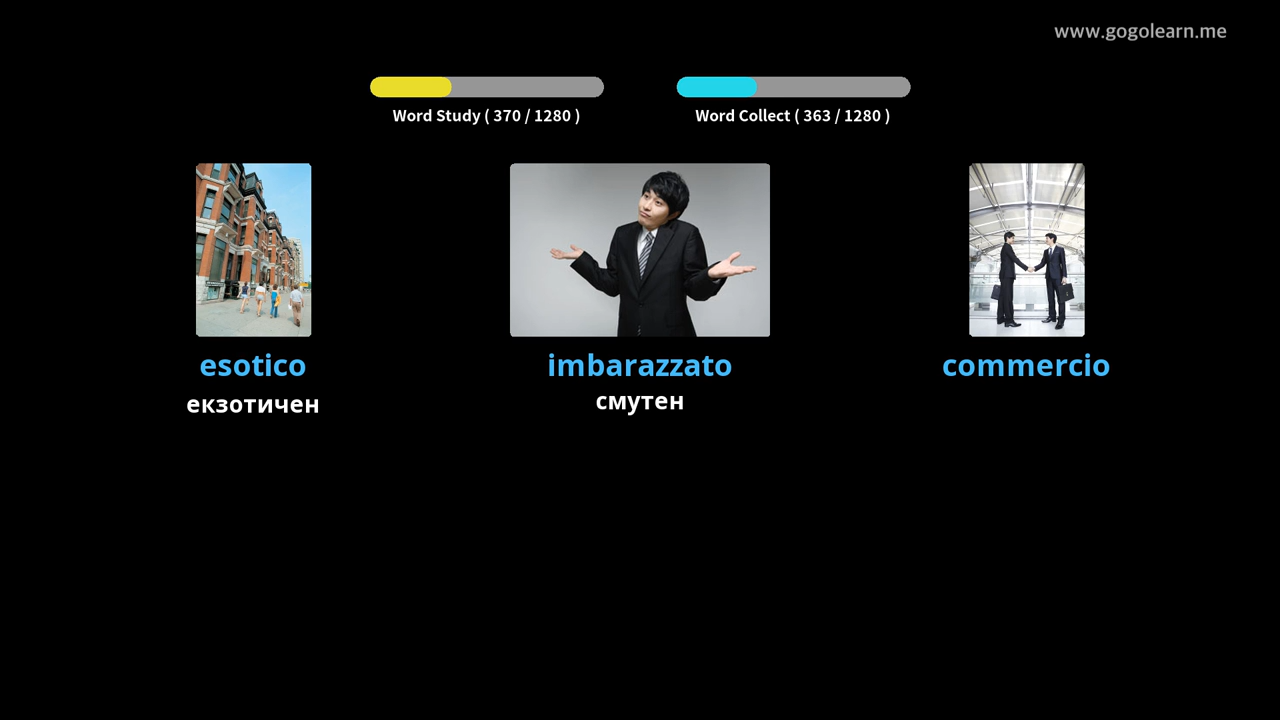 www.gogolearn.me
Word Study ( 370 / 1280 )
Word Collect ( 363 / 1280 )
esotico
imbarazzato
commercio
екзотичен
смутен